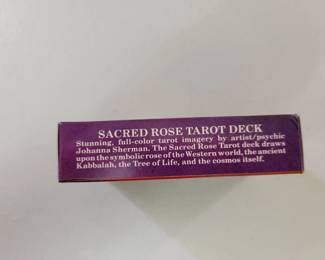 SACRED ROSE TAROT DECK
Stunning, full-color tarot imagery by artist/psychic
Johanna Sherman. The Sacred Rose Tarot deck draws
upon the symbolic rose of the Western world, the ancient
Kabbalah, the Tree of Life, and the cosmos itself.